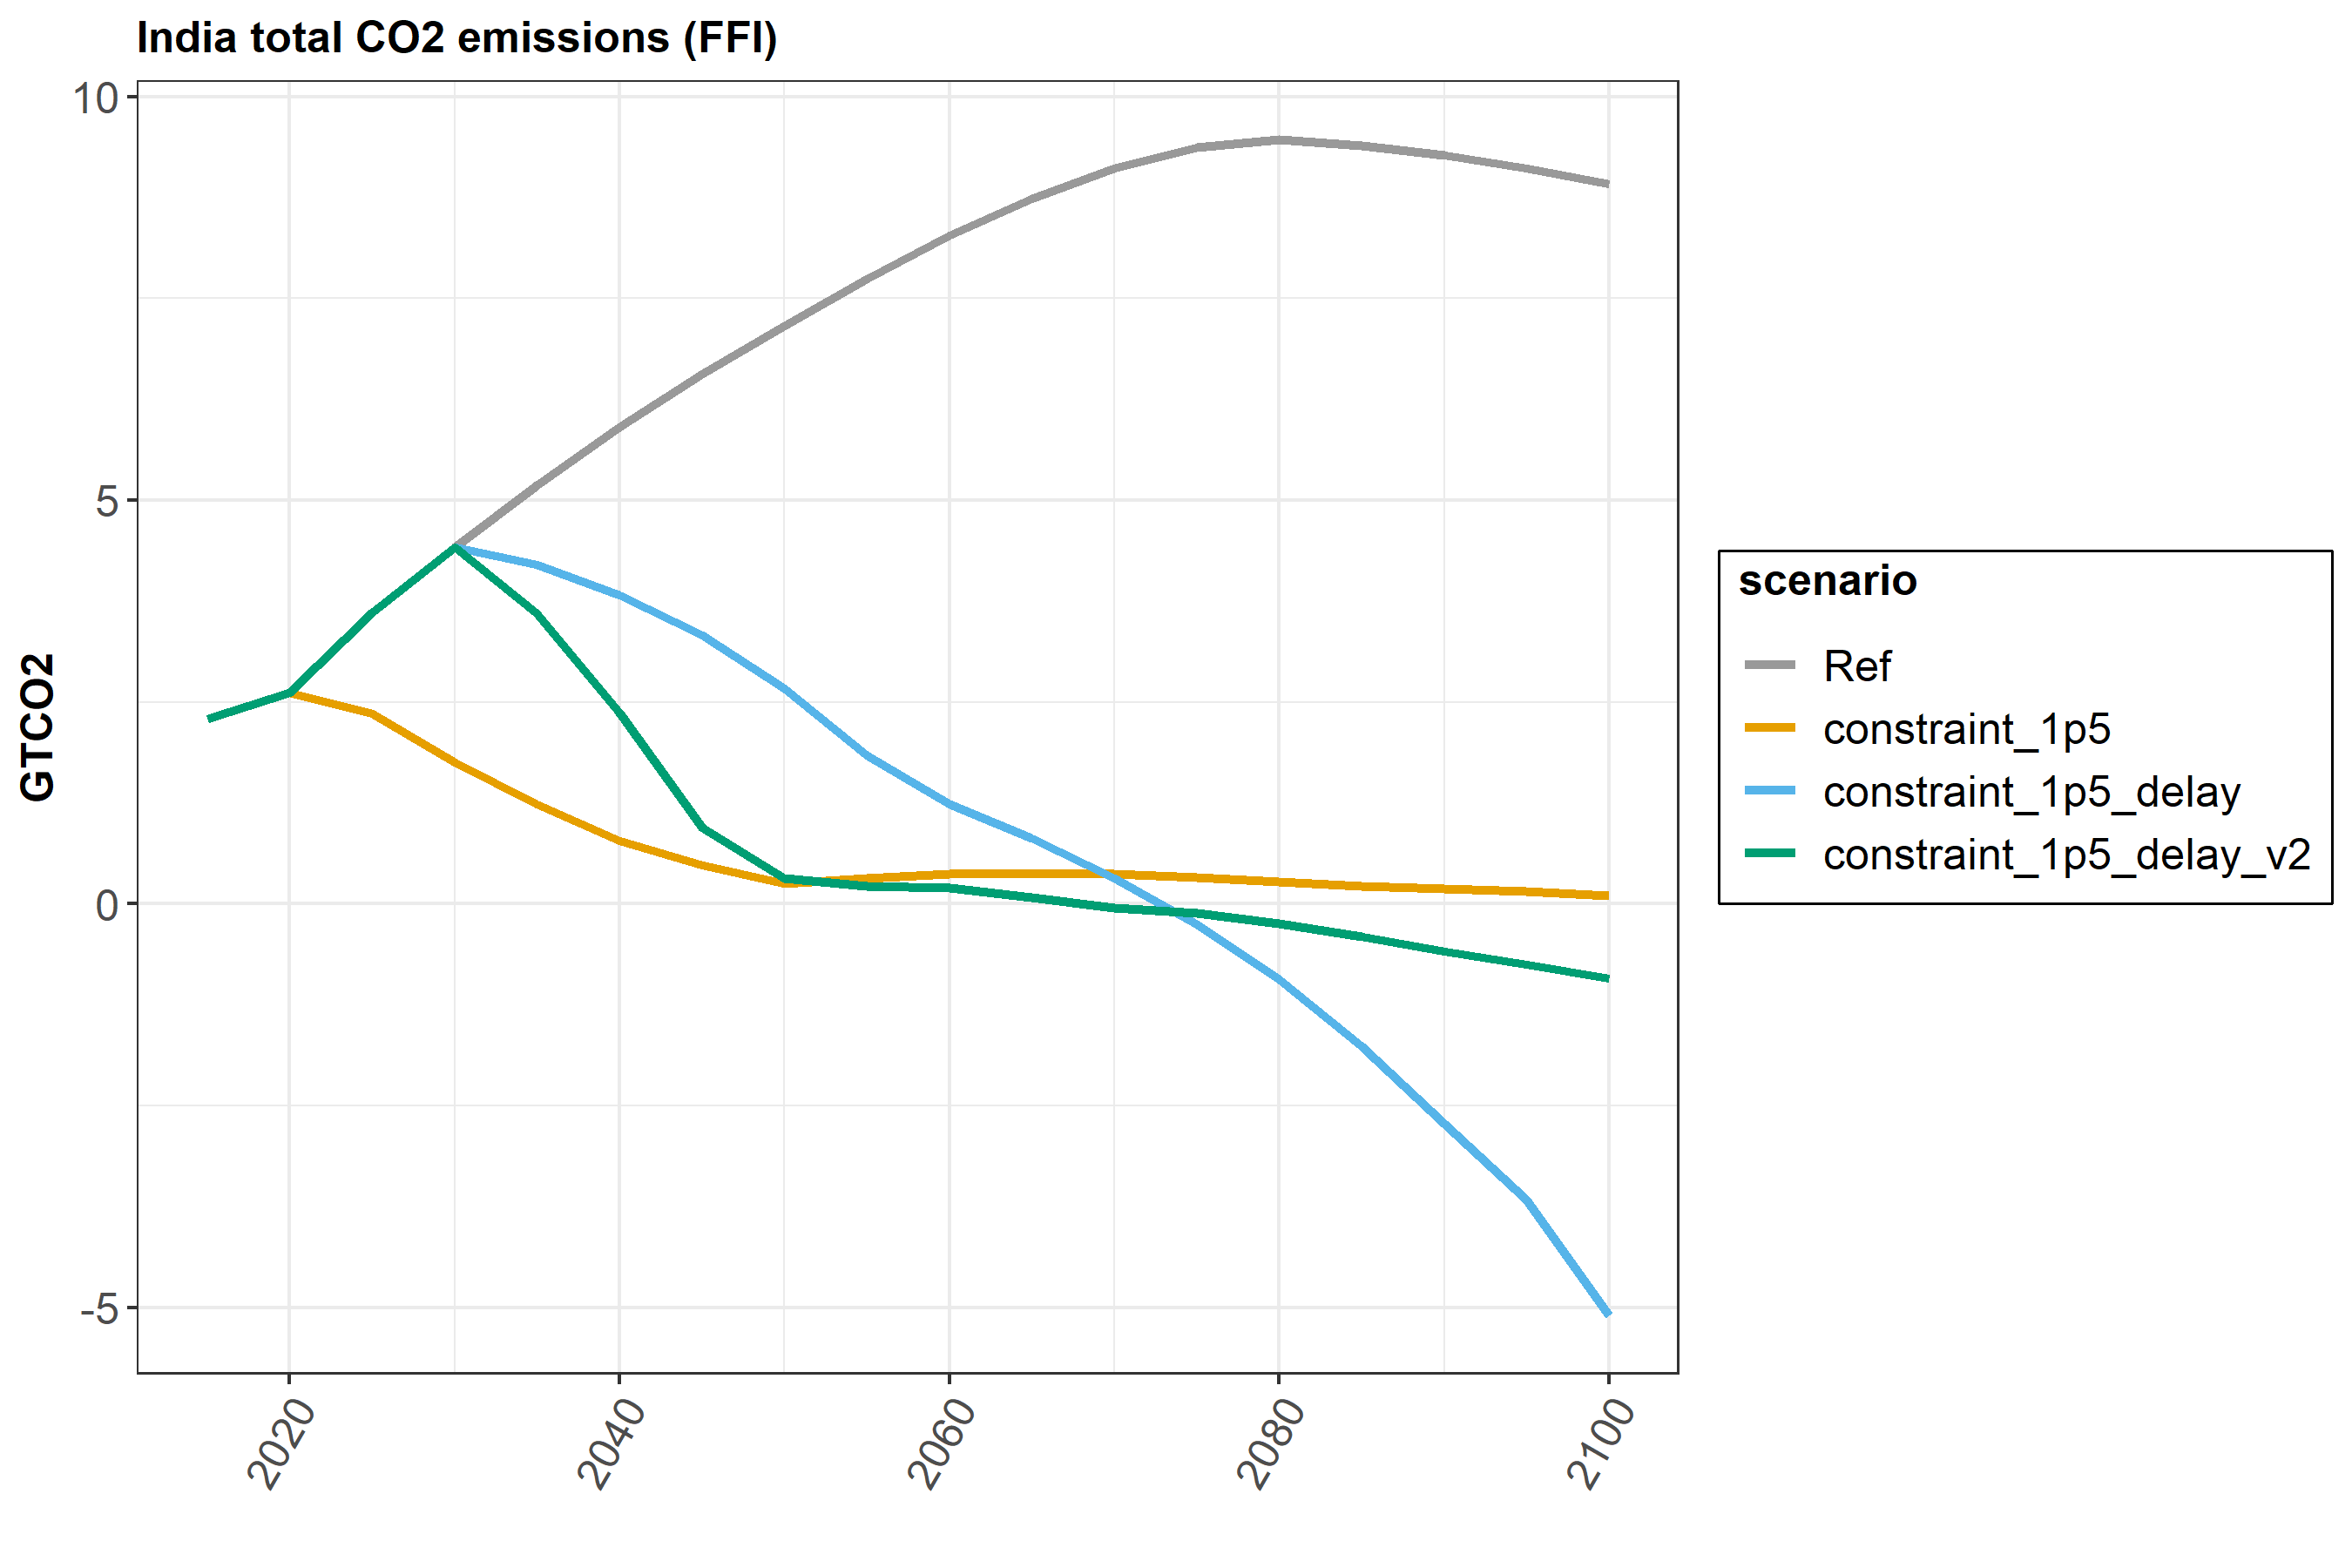 India total CO2 emissions (FFI)
10
5
0
-5
GTCO2
2020
2040
2060
2080
2100
scenario
Ref
constraint_1p5
constraint_1p5_delay
constraint_1p5_delay_v2